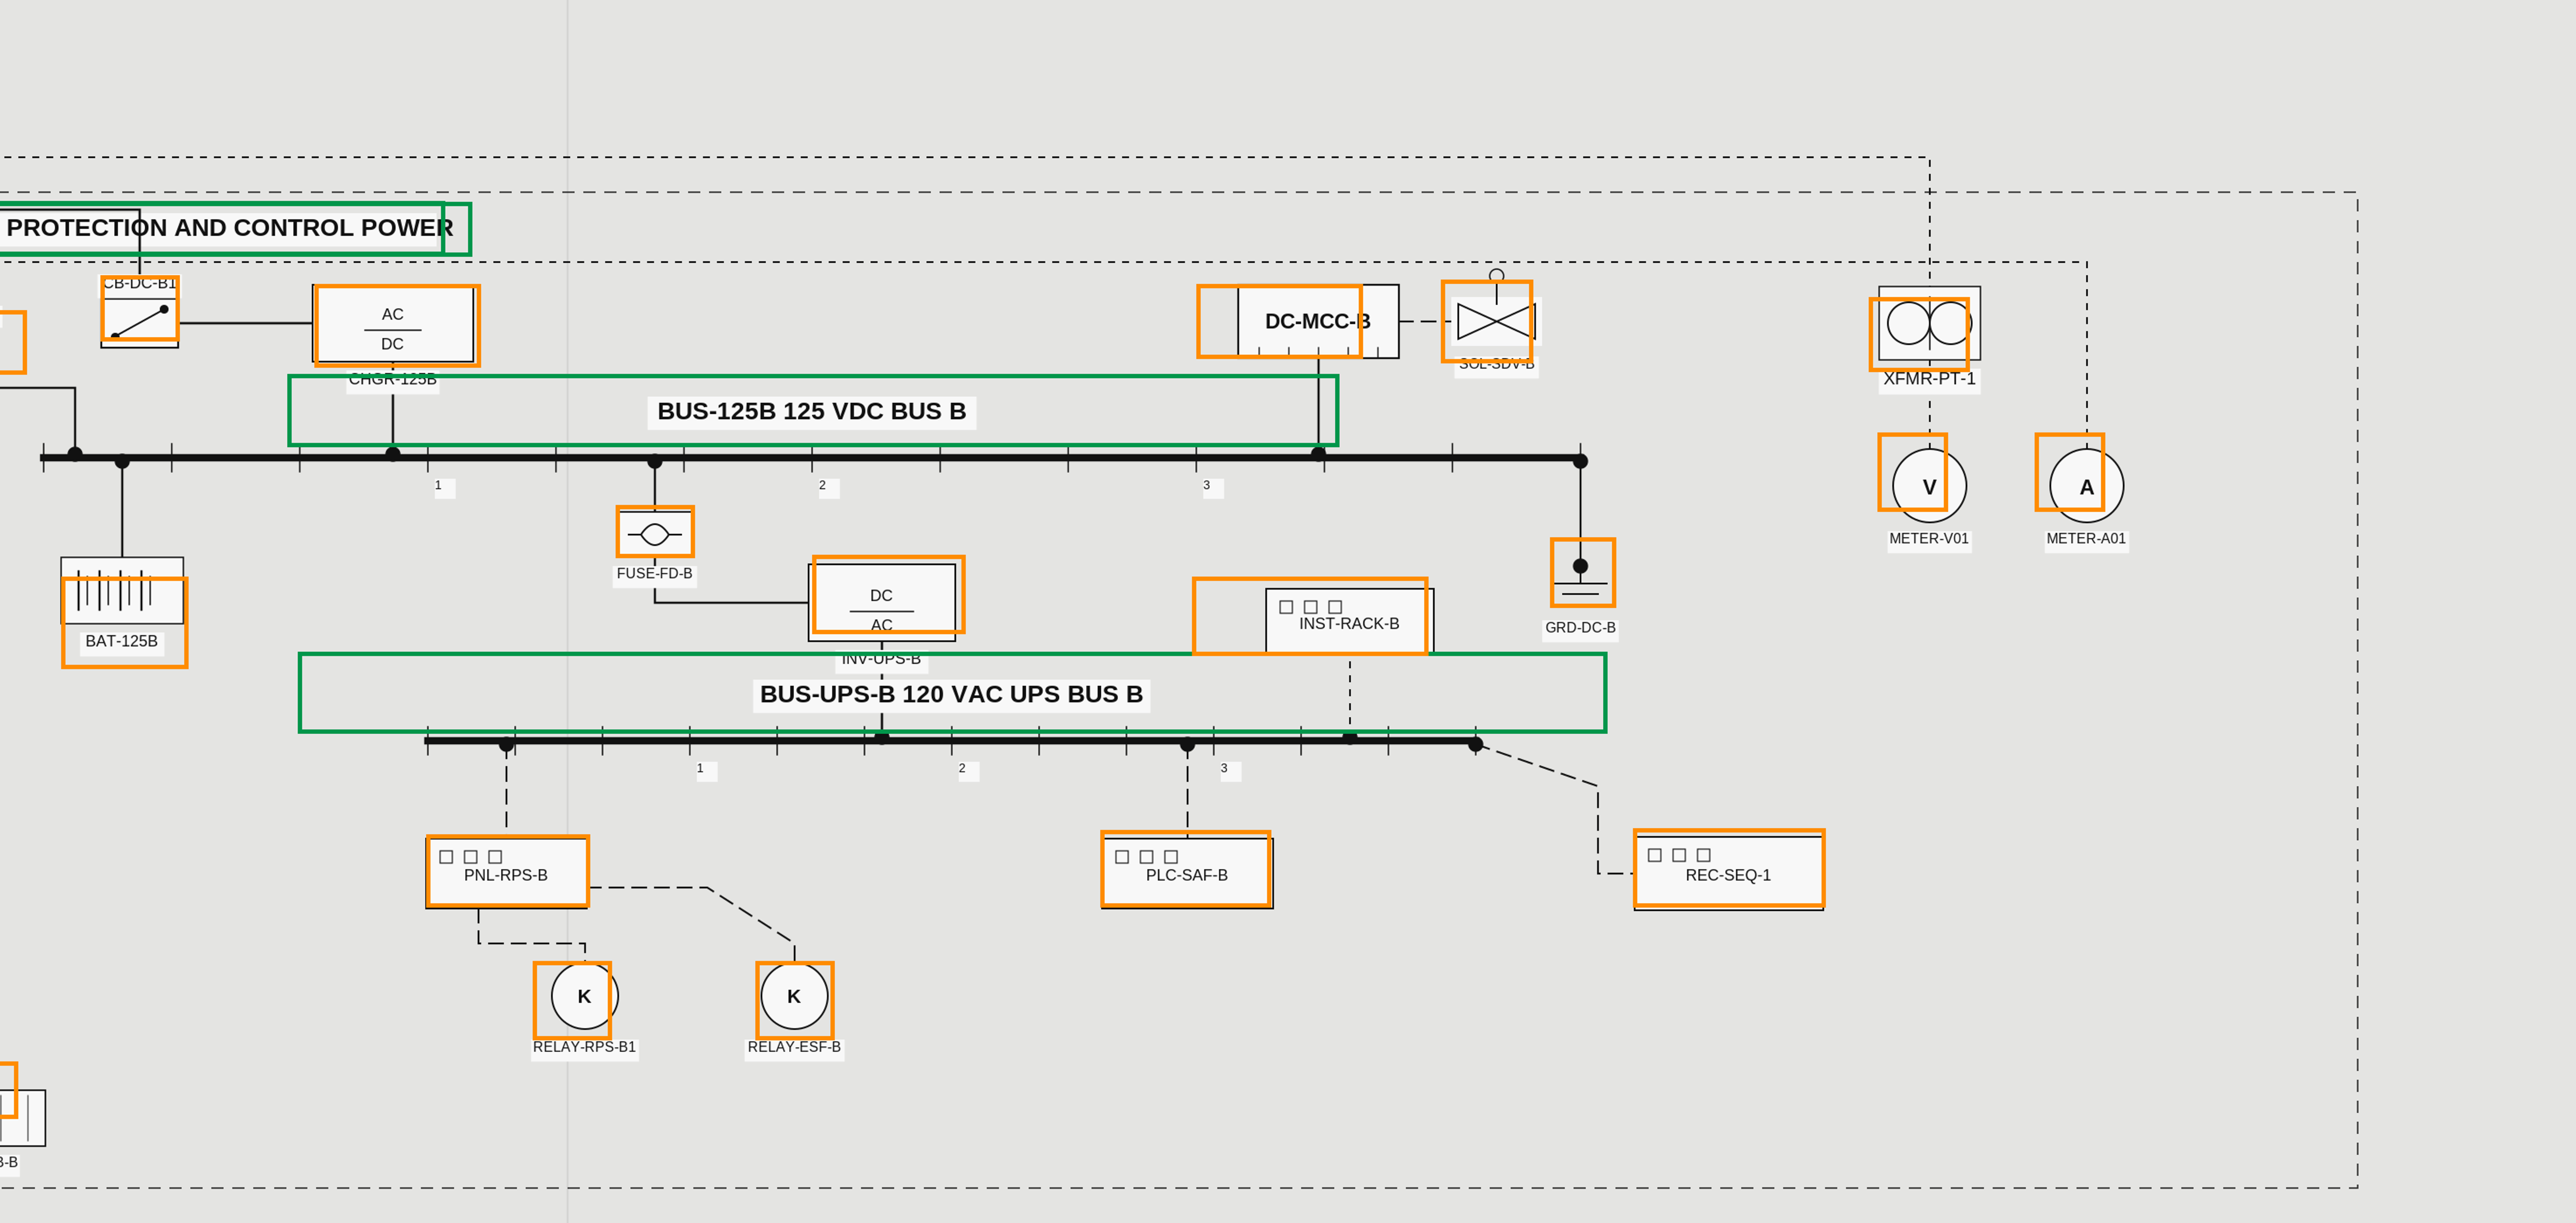 PROTECTION AND CONTROL POWER
CB-DC-B1
AC
DC
CHGR-125B
DC-MCC-B
SOL-SDV-B
XFMR-PT-1
BUS-125B 125 VDC BUS B
1
2
3
V
A
METER-V01
METER-A01
FUSE-FD-B
DC
AC
INV-UPS-B
INST-RACK-B
GRD-DC-B
BAT-125B
BUS-UPS-B 120 VAC UPS BUS B
1
2
3
PNL-RPS-B
PLC-SAF-B
REC-SEQ-1
K
K
RELAY-RPS-B1
RELAY-ESF-B